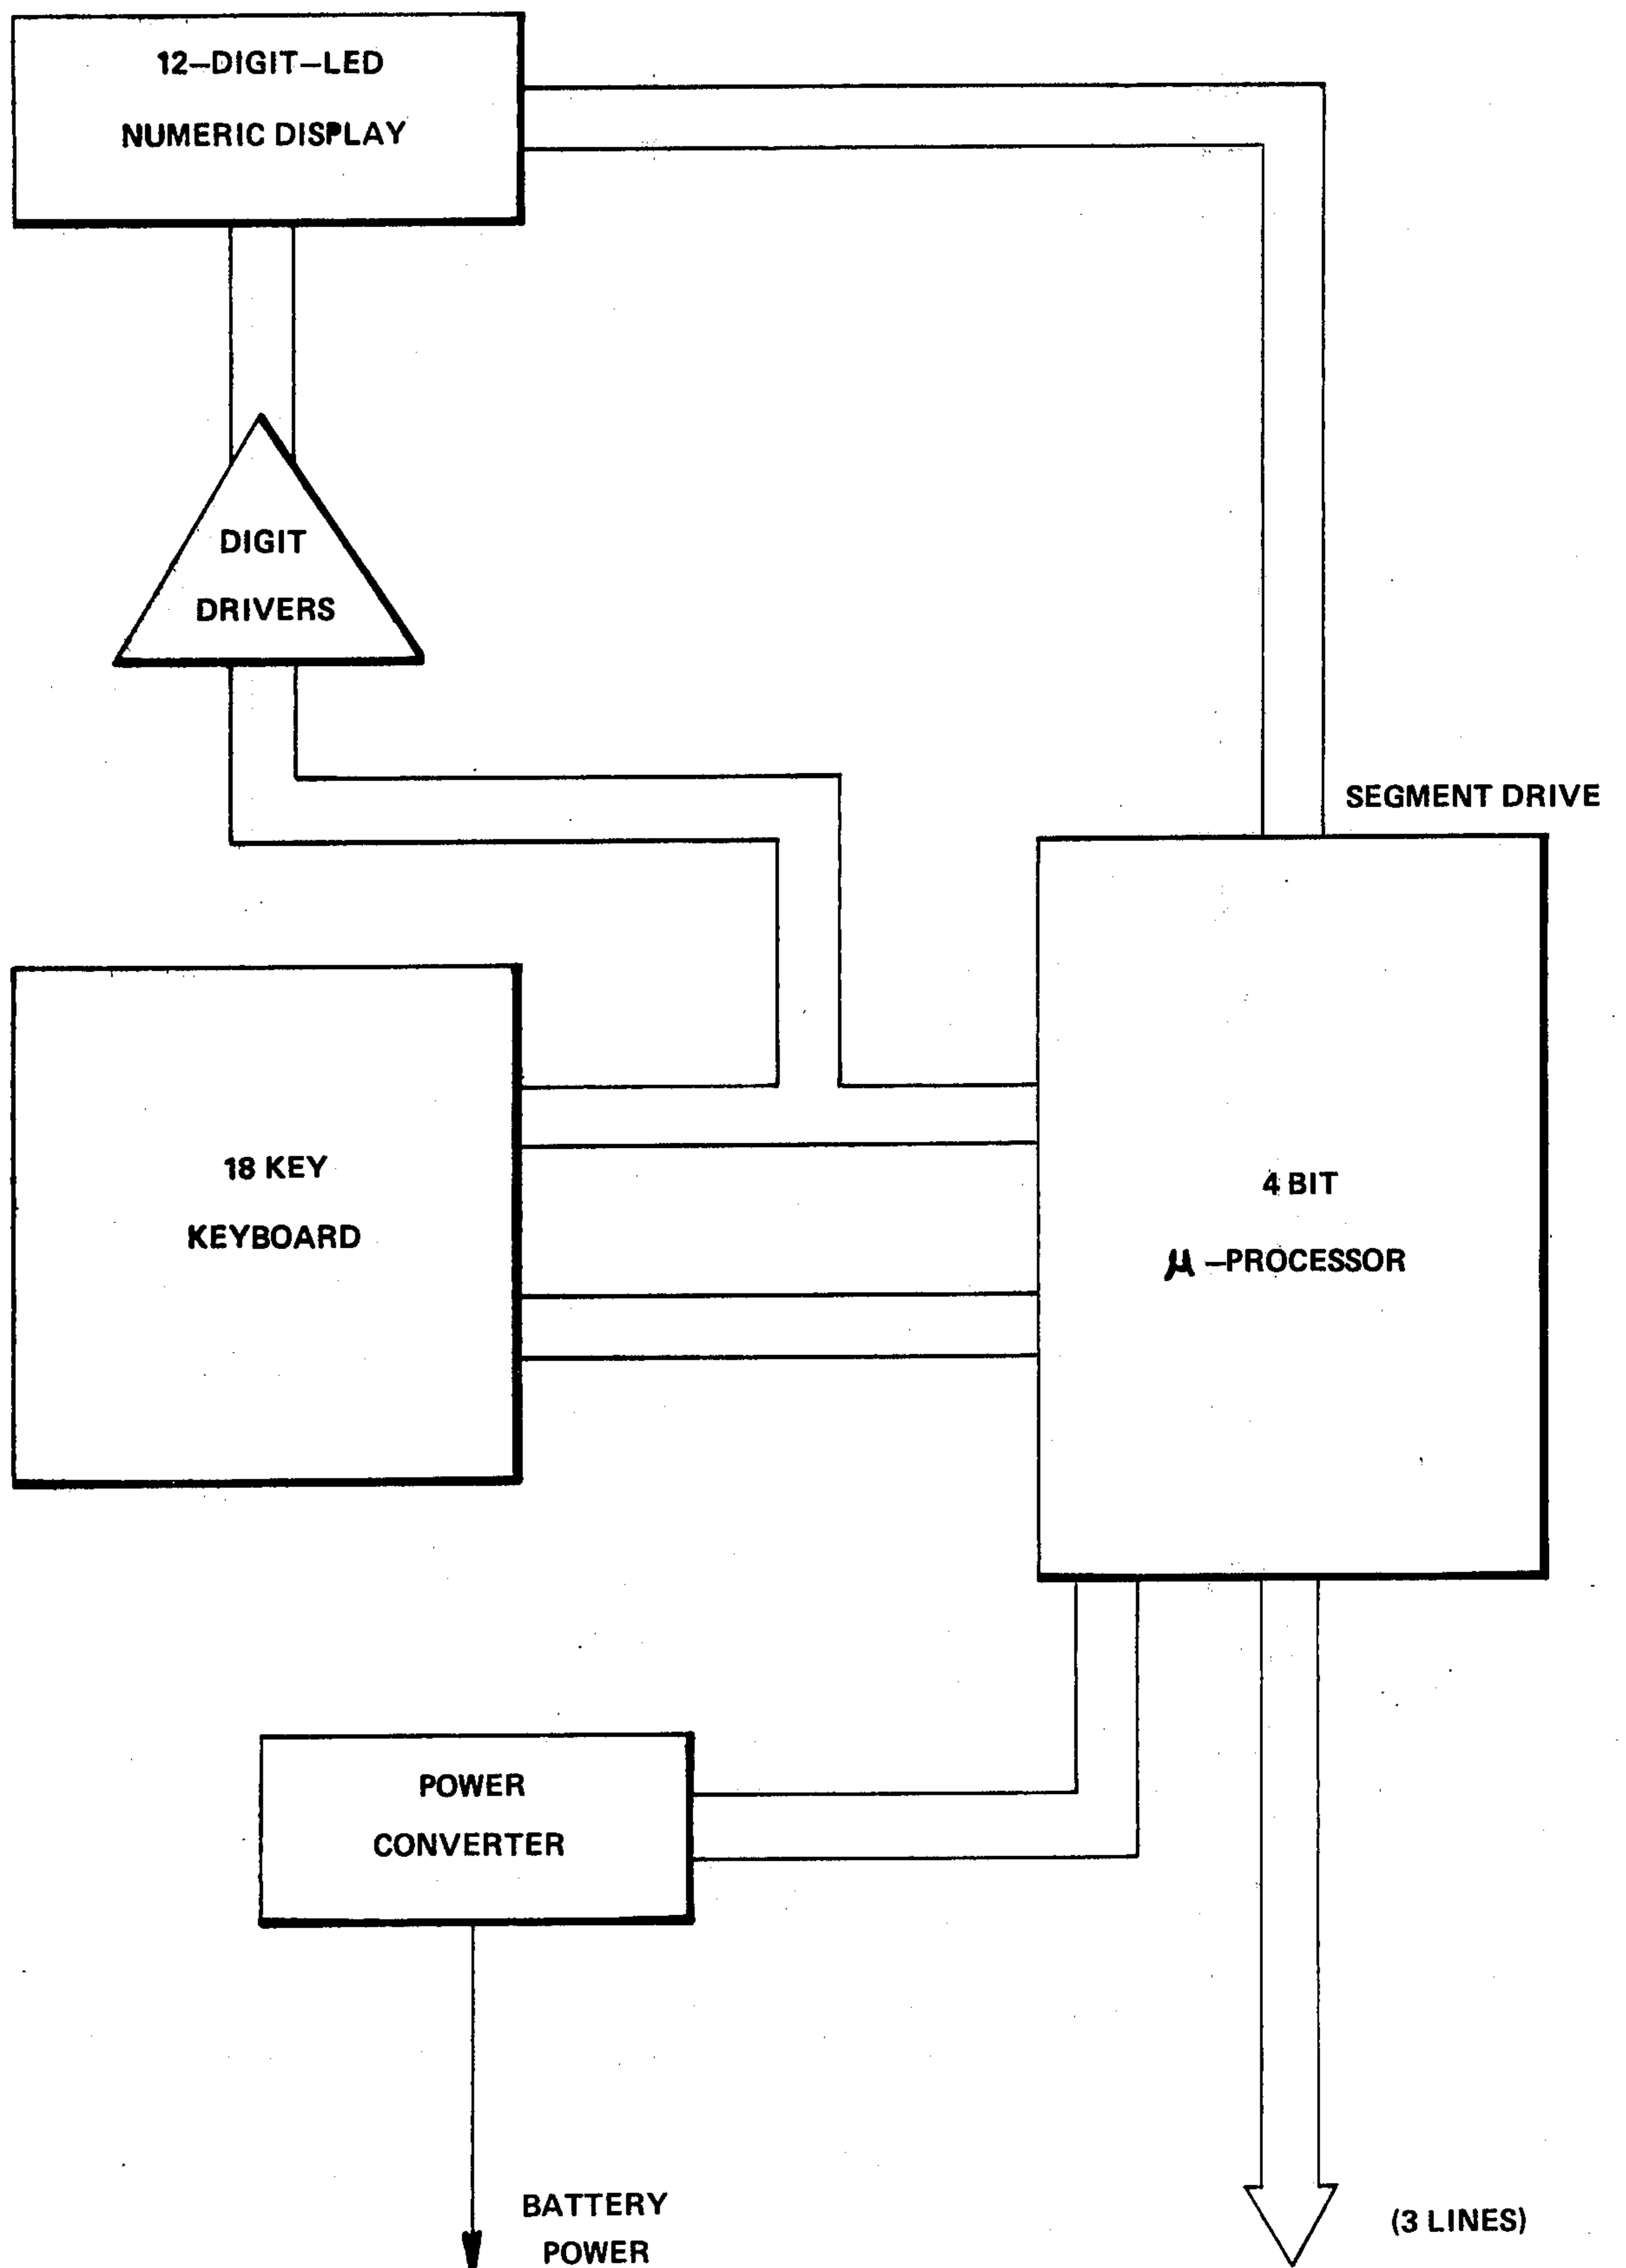 12–DIGIT–LED
NUMERIC DISPLAY
DIGIT
DRIVERS
SEGMENT DRIVE
18 KEY
KEYBOARD
4 BIT
μ –PROCESSOR
POWER
CONVERTER
BATTERY
POWER
(3 LINES)